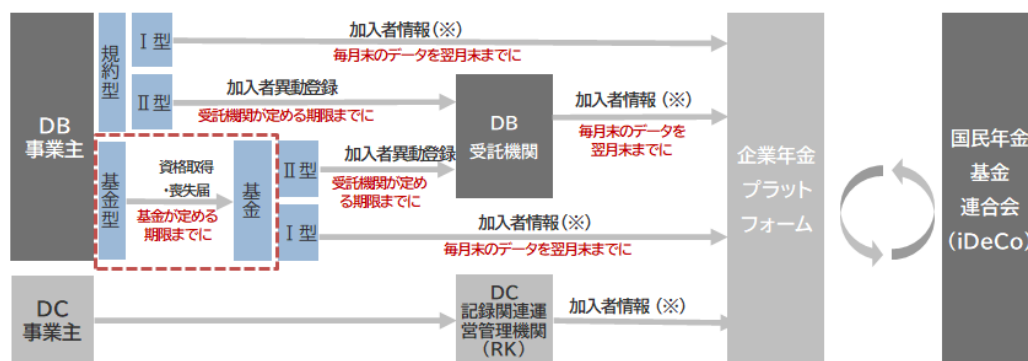 DB
事業主
規約型
Ⅰ型
加入者情報(※)
毎月末のデータを翌月末までに
Ⅱ型
加入者異動登録
受託機関が定める期限までに
DB
受託機関
加入者情報(※)
毎月末のデータを
翌月末までに
基金型
資格取得
・喪失届
基金が定める
期限までに
基金
Ⅱ型
加入者異動登録
受託機関が定め
る期限までに
Ⅰ型
加入者情報(※)
毎月末のデータを翌月末までに
DC
事業主
DC
記録関連運
営管理機関
(RK)
加入者情報(※)
企業年金
プラット
フォーム
国民年金
基金
連合会
(iDeCo)